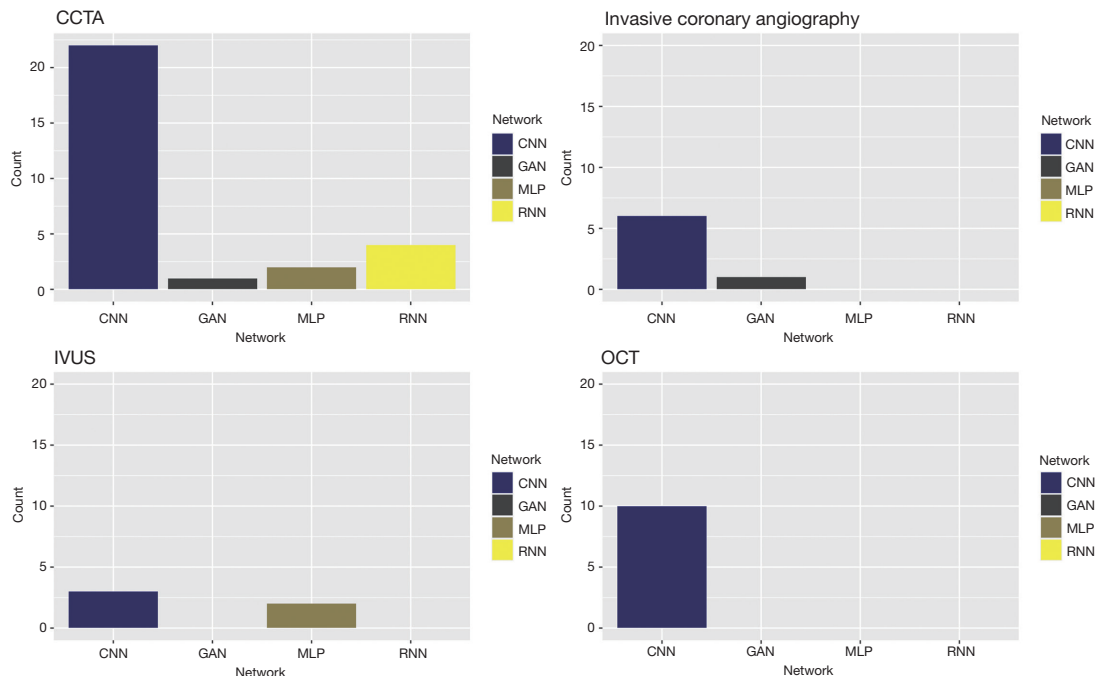 CCTA
20
15
10
5
0
Count
CNN
GAN
MLP
RNN
Network
Network
CNN
GAN
MLP
RNN
Invasive coronary angiography
20
15
10
5
0
Count
CNN
GAN
MLP
RNN
Network
Network
CNN
GAN
MLP
RNN
IVUS
20
15
10
5
0
Count
CNN
GAN
MLP
RNN
Network
Network
CNN
GAN
MLP
RNN
OCT
20
15
10
5
0
Count
CNN
GAN
MLP
RNN
Network
Network
CNN
GAN
MLP
RNN